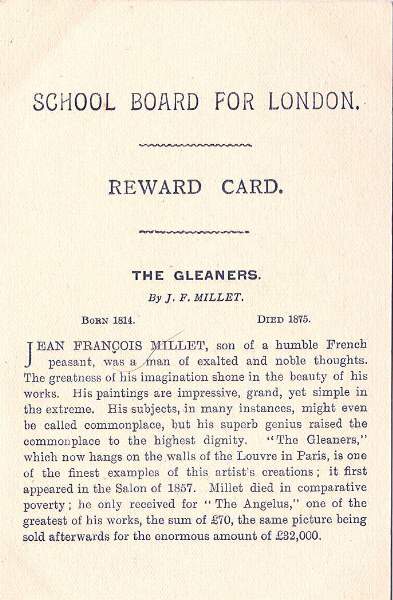 SCHOOL BOARD FOR LONDON.
REWARD CARD.
THE GLEANERS.
By J. F. MILLET.
BORN 1814. DIED 1875.
JEAN FRANÇOIS MILLET, son of a humble French
peasant, was a man of exalted and noble thoughts.
The greatness of his imagination shone in the beauty of his
works. His paintings are impressive, grand, yet simple in
the extreme. His subjects, in many instances, might even
be called commonplace, but his superb genius raised the
commonplace to the highest dignity. "The Gleaners,"
which now hangs on the walls of the Louvre in Paris, is one
of the finest examples of this artist's creations; it first
appeared in the Salon of 1857. Millet died in comparative
poverty; he only received for "The Angelus," one of the
greatest of his works, the sum of £70, the same picture being
sold afterwards for the enormous amount of £32,000.